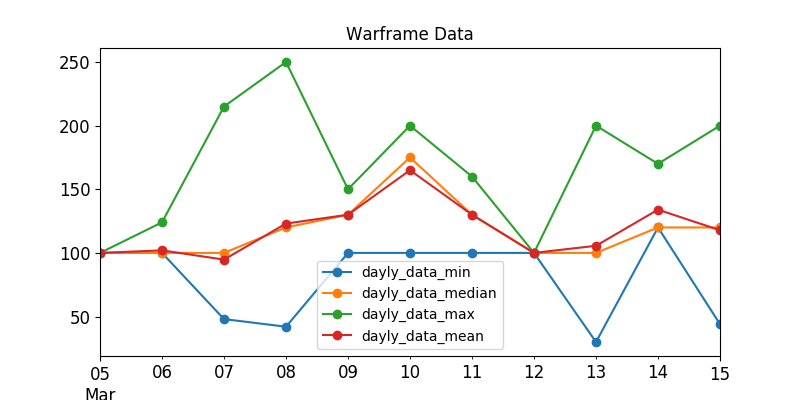 Warframe Data
250
200
150
100
50
dayly_data_min
dayly_data_median
dayly_data_max
dayly_data_mean
05 06 07 08 09 10 11 12 13 14 15
Mar